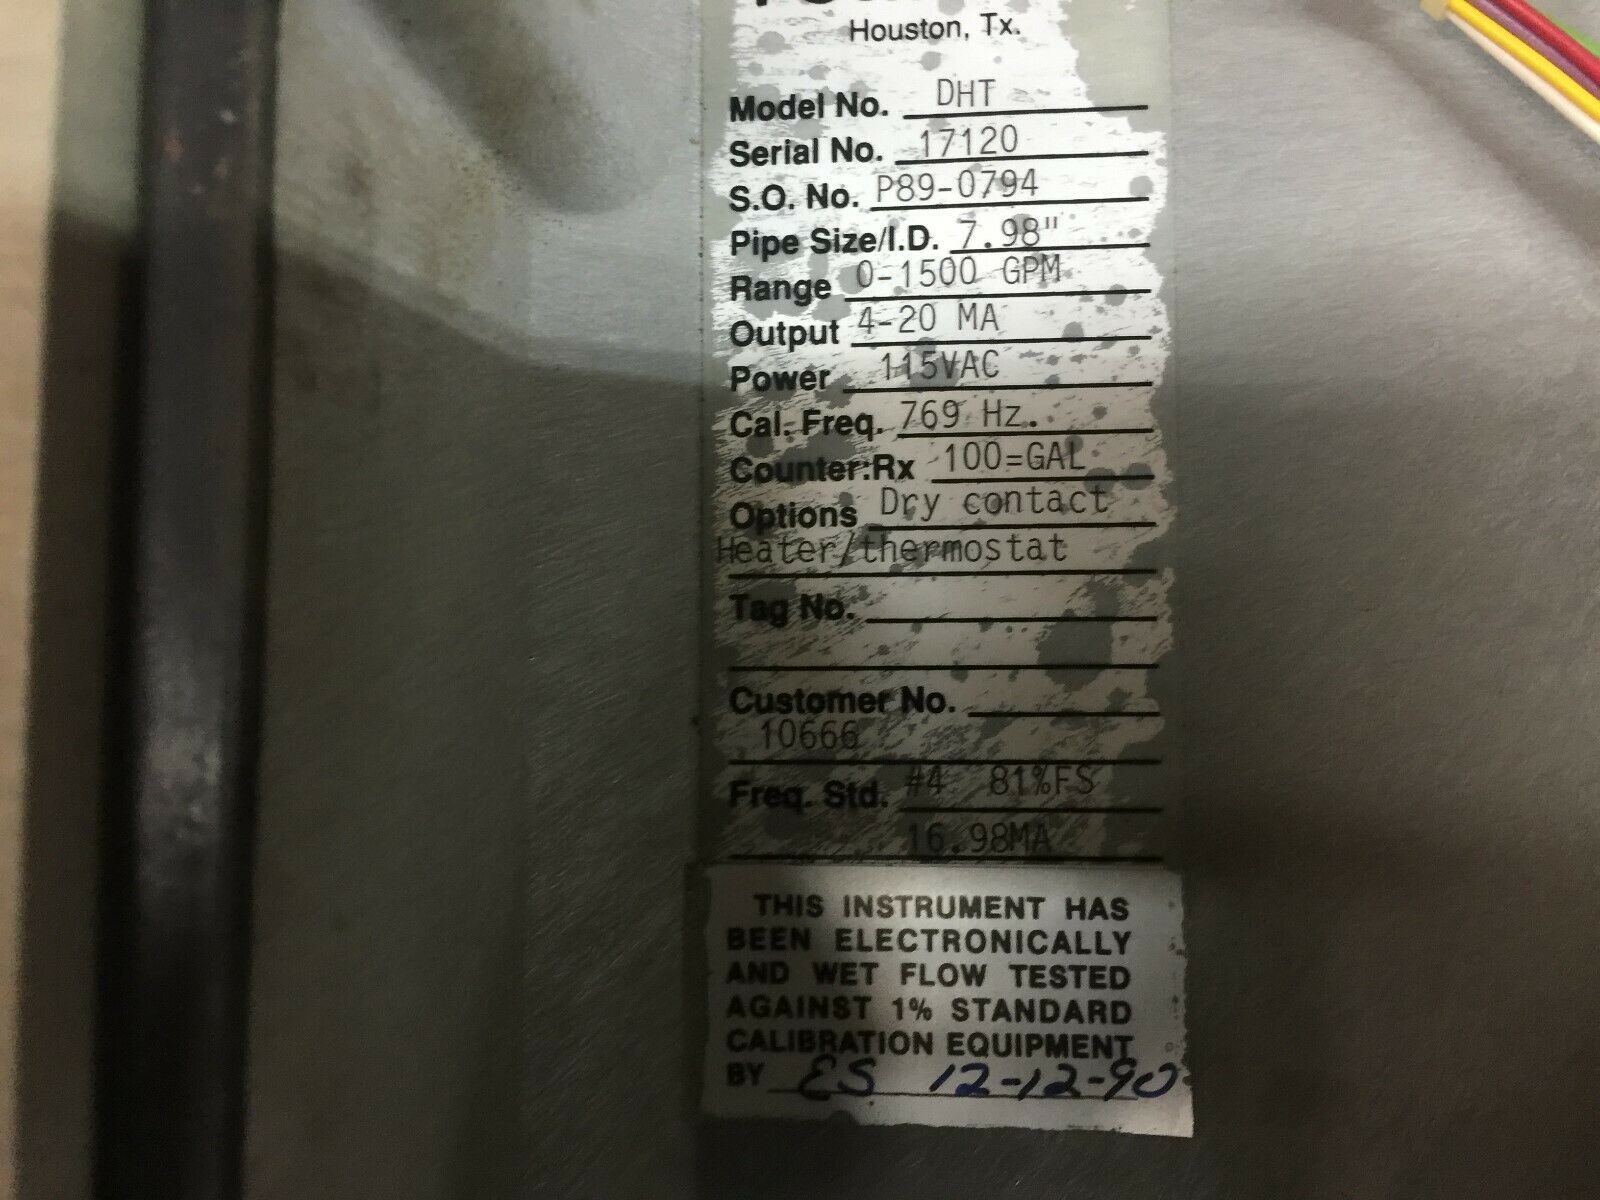 Houston, Tx.
Model No. DHT
Serial No. 17120
S.O. No. P89-0794
Pipe Size/I.D. 7.98"
Range 0-1500 GPM
Output 4-20 MA
Power 115VAC
Cal. Freq. 769 Hz.
Counter:Rx 100=GAL
Options Dry contact
Heater/thermostat
Tag No.
Customer No.
10666
Freq. Std. #4 81%FS
16.98MA
THIS INSTRUMENT HAS
BEEN ELECTRONICALLY
AND WET FLOW TESTED
AGAINST 1% STANDARD
CALIBRATION EQUIPMENT
BY ES 12-12-90